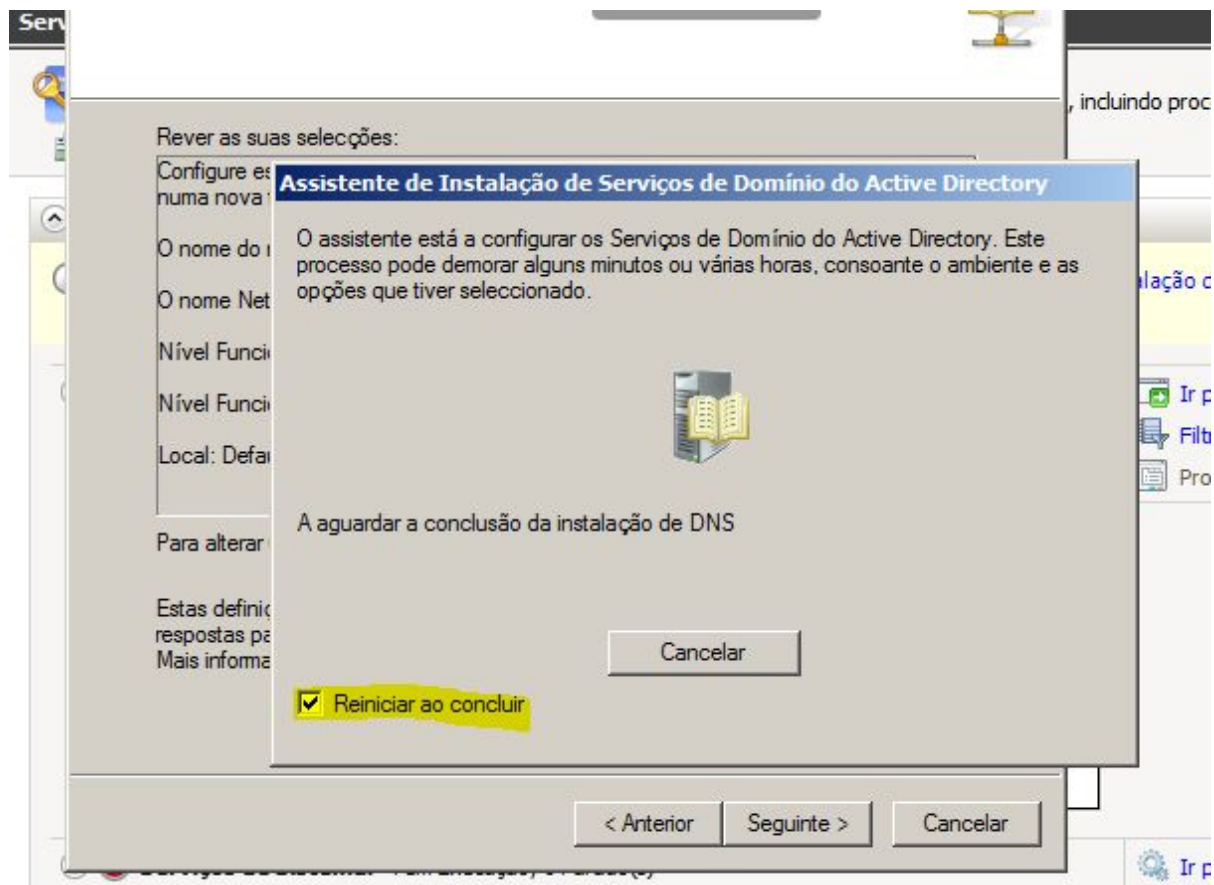 Serv
, incluindo proc
Rever as suas selecções:
Configure es
numa nova
O nome do
O nome Net
Nível Funci
Nível Funci
Local: Defau
Para alterar
Estas definiç
respostas pa
Mais informa
Assistente de Instalação de Serviços de Domínio do Active Directory
O assistente está a configurar os Serviços de Domínio do Active Directory. Este
processo pode demorar alguns minutos ou várias horas, consoante o ambiente e as
opções que tiver seleccionado.
A aguardar a conclusão da instalação de DNS
Cancelar
Reiniciar ao concluir
< Anterior
Seguinte >
Cancelar
alação d
Ir p
Filtr
Pro
Ir p